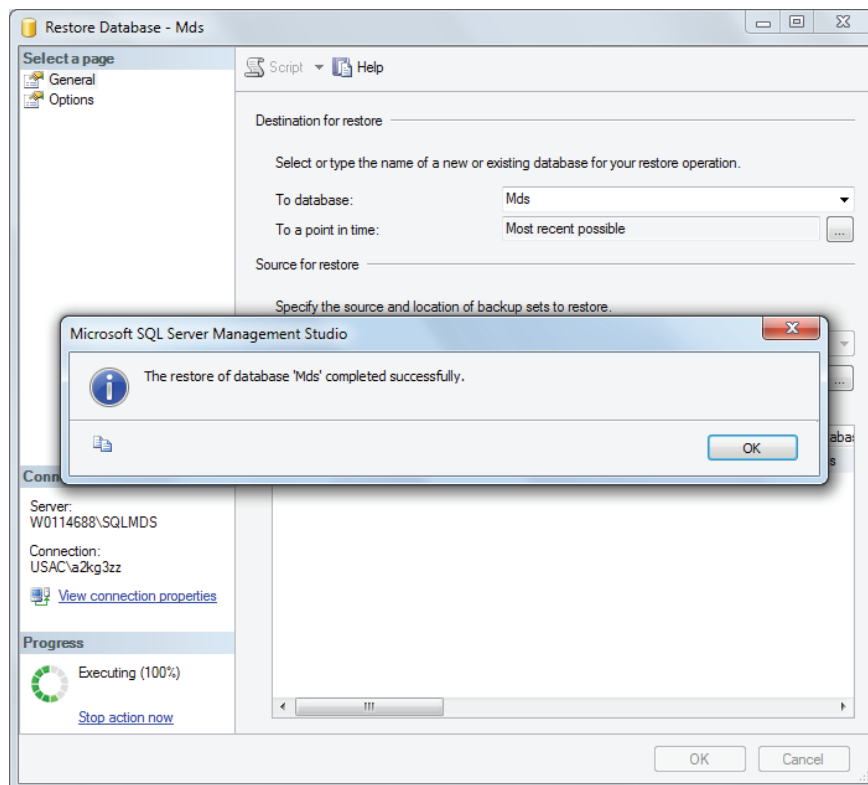 Restore Database - Mds
Select a page
General
Options
Script
Help
Destination for restore
Select or type the name of a new or existing database for your restore operation.
To database:
Mds
To a point in time:
Most recent possible
...
Source for restore
Specify the source and location of backup sets to restore.
...
Microsoft SQL Server Management Studio
The restore of database 'Mds' completed successfully.
OK
Server:
W0114688\SQLMDS
Connection:
USAC\a2kg3zz
View connection properties
Progress
Executing (100%)
Stop action now
OK
Cancel